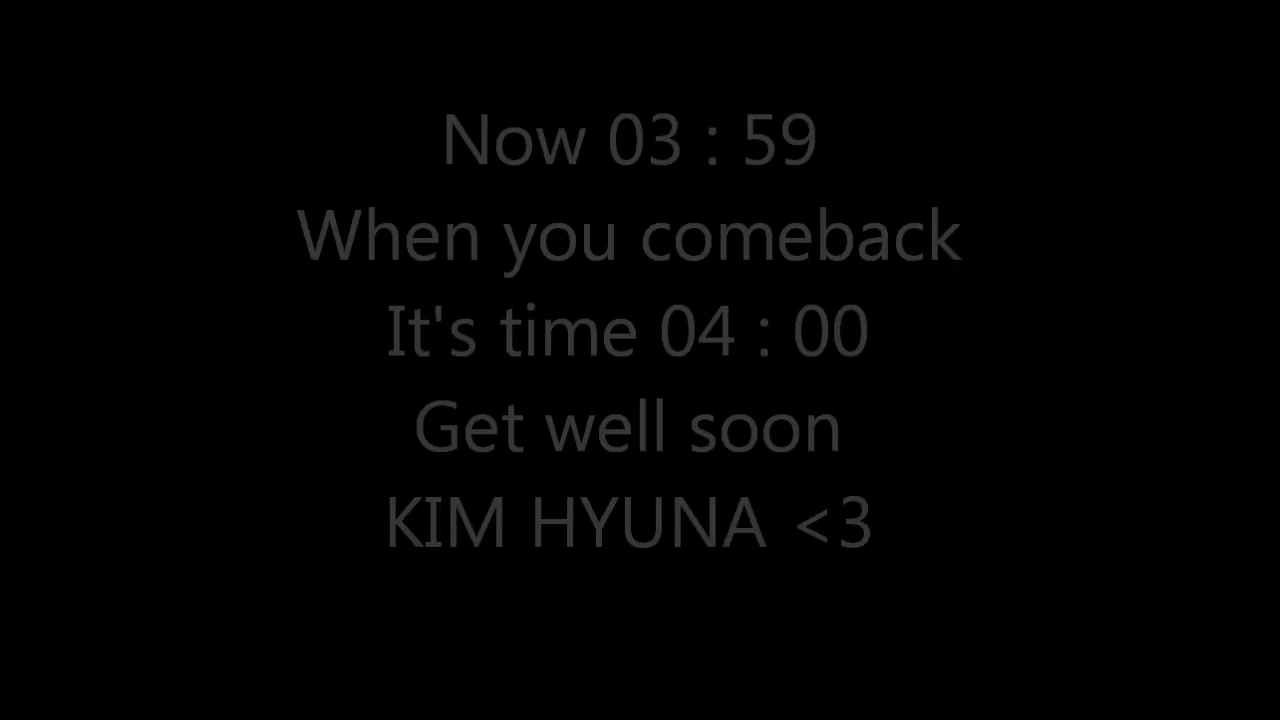 Now 03 : 59
When you comeback
It's time 04 : 00
Get well soon
KIM HYUNA <3